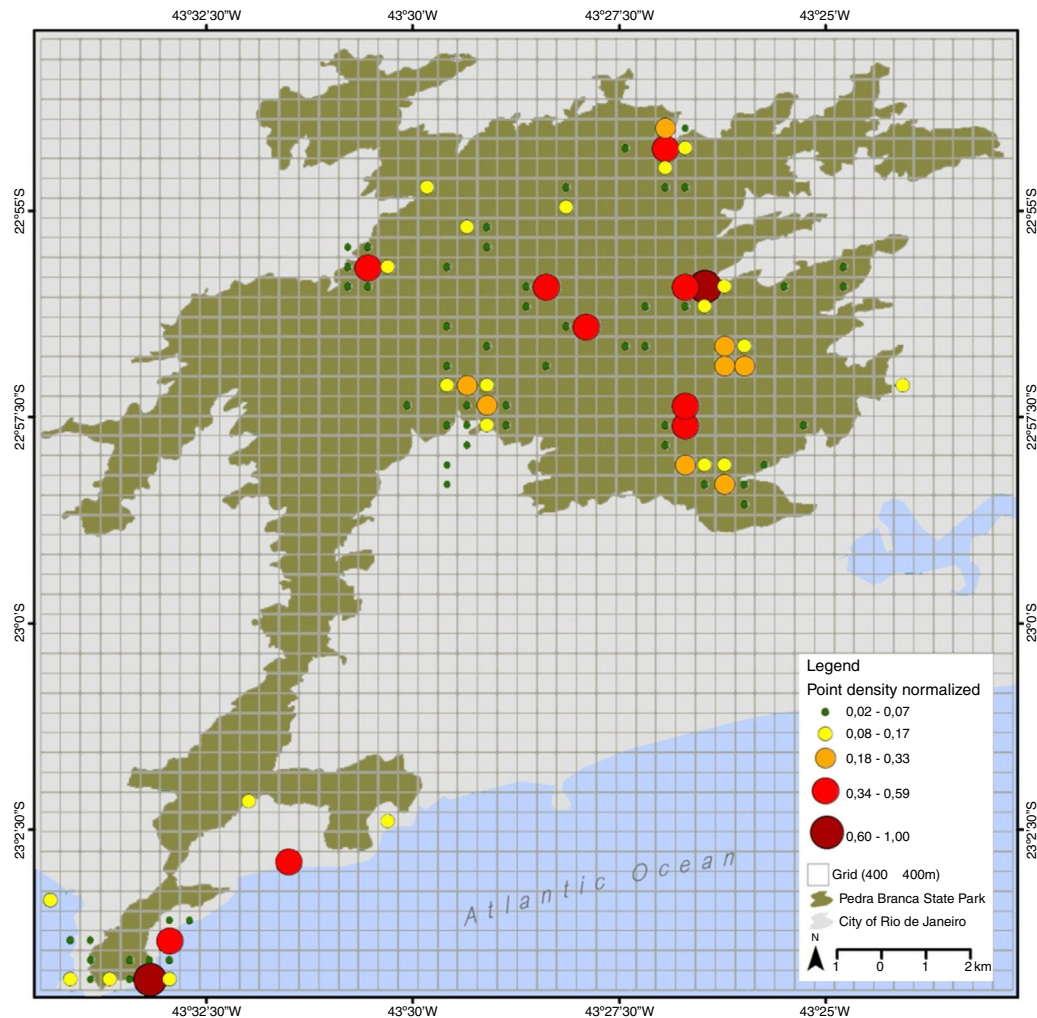 43°32'30"W 43°30'W 43°27'30"W 43°25'W
22°55'S 22°55'S
22°57'30"S 22°57'30"S
23°0'S 23°0'S
23°2'30"S 23°2'30"S
Atlantic Ocean
Legend
Point density normalized
0,02 - 0,07
0,08 - 0,17
0,18 - 0,33
0,34 - 0,59
0,60 - 1,00
Grid (400 400m)
Pedra Branca State Park
City of Rio de Janeiro
N
1 0 1 2 km
43°32'30"W 43°30'W 43°27'30"W 43°25'W